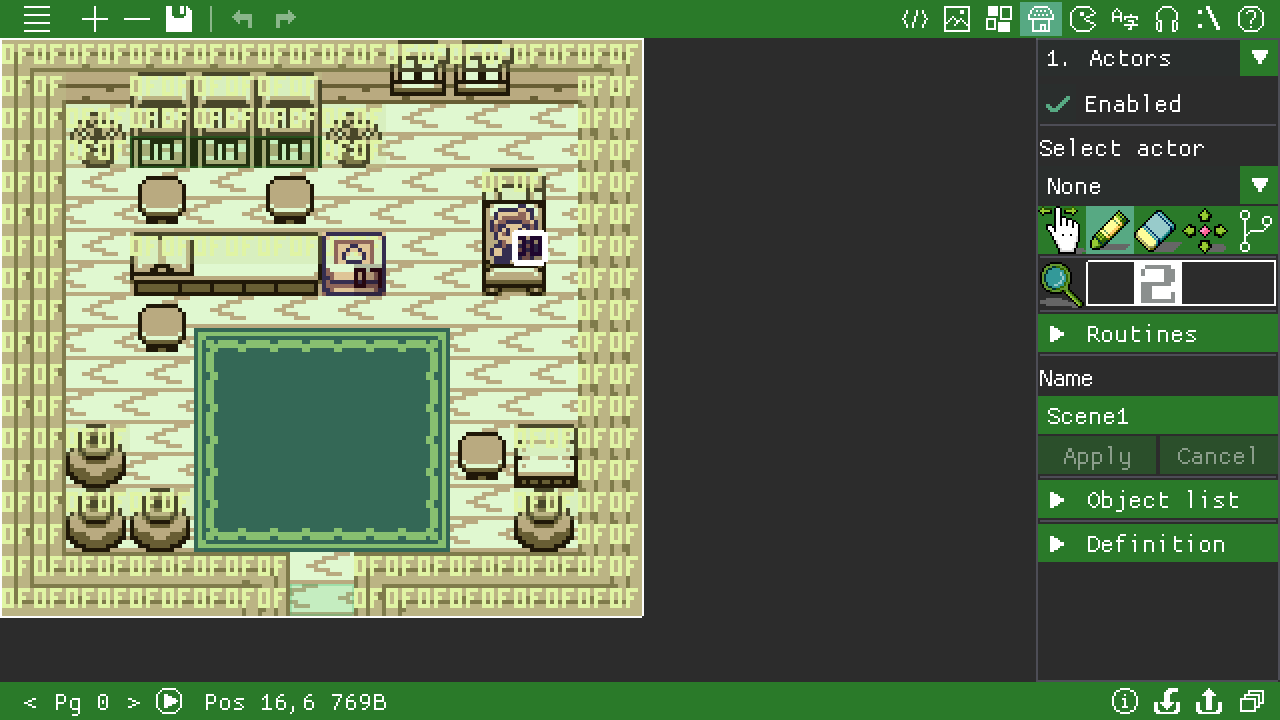 1. Actors
Enabled
Select actor
None
2
Routines
Name
Scene1
Apply Cancel
Object list
Definition
< Pg 0 > Pos 16,6 769B